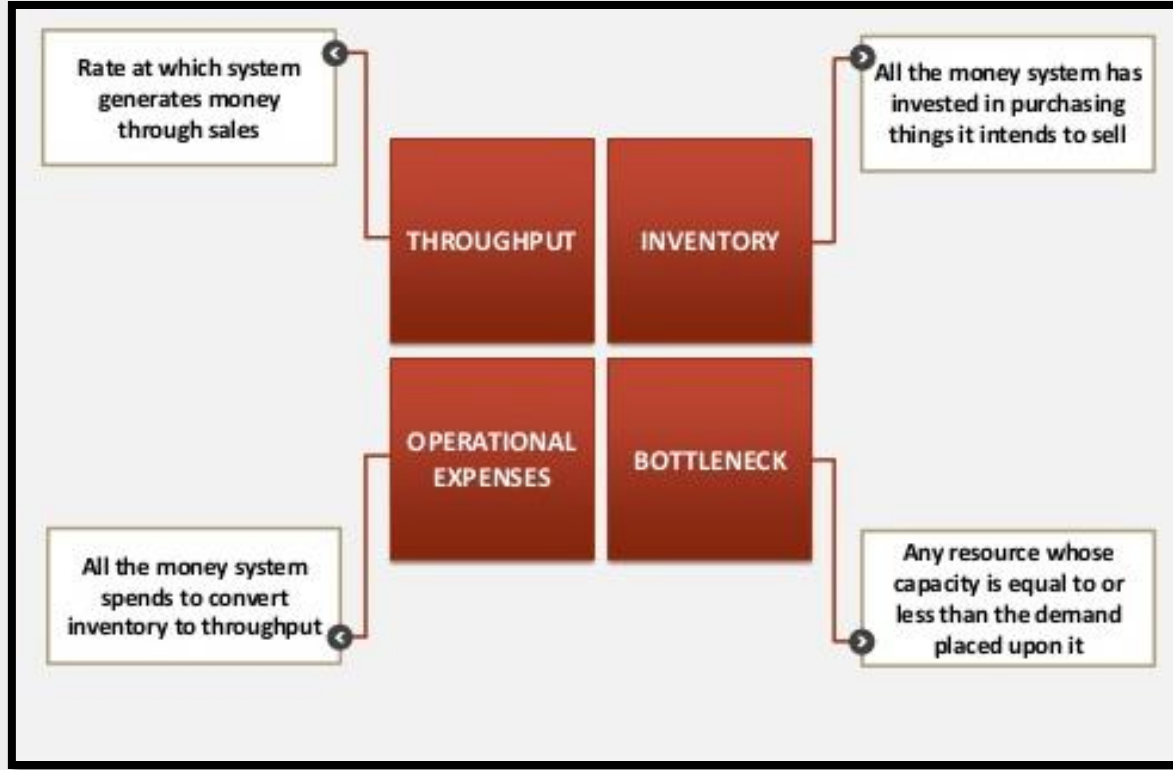 Rate at which system
generates money
through sales
All the money system has
invested in purchasing
things it intends to sell
THROUGHPUT
INVENTORY
OPERATIONAL
EXPENSES
BOTTLENECK
All the money system
spends to convert
inventory to throughput
Any resource whose
capacity is equal to or
less than the demand
placed upon it